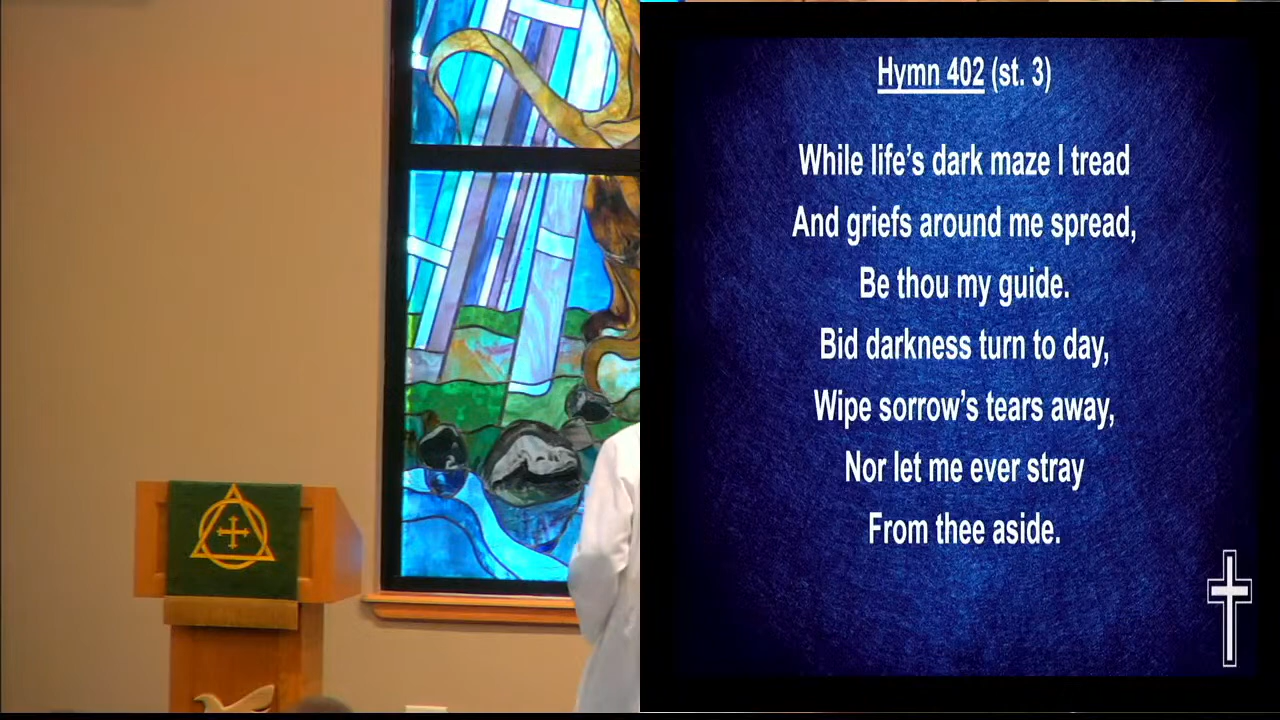 Hymn 402 (st. 3)
While life’s dark maze I tread
And griefs around me spread,
Be thou my guide.
Bid darkness turn to day,
Wipe sorrow’s tears away,
Nor let me ever stray
From thee aside.